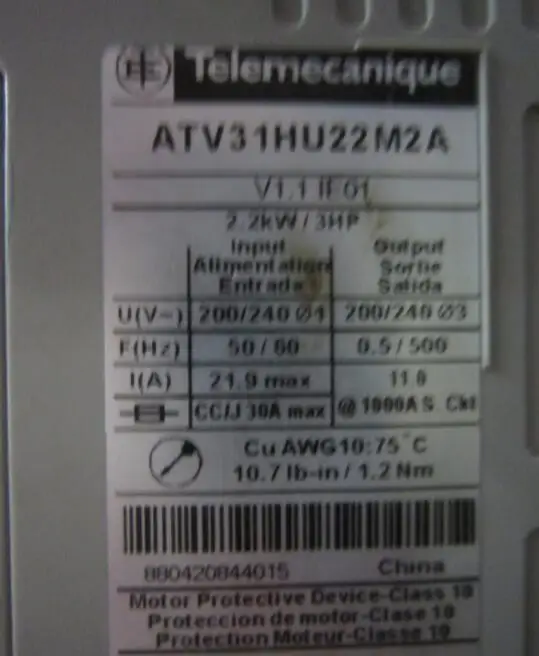 Telemecanique
ATV31HU22M2A
V1.1 IE01
2.2kW / 3HP
Input Output
Alimentation Sortie
Entrada Salida
U(V~) 200/240 Ø1 200/240 Ø3
F(Hz) 50 / 60 0.5 / 500
I(A) 21.9 max 11.0
CC/J 30A max @ 1000A S. Ckt
Cu AWG10:75°C
10.7 lb-in / 1.2 Nm
880420844015 China
Motor Protective Device-Class 10
Proteccion de motor-Clase 10
Protection Moteur-Classe 10